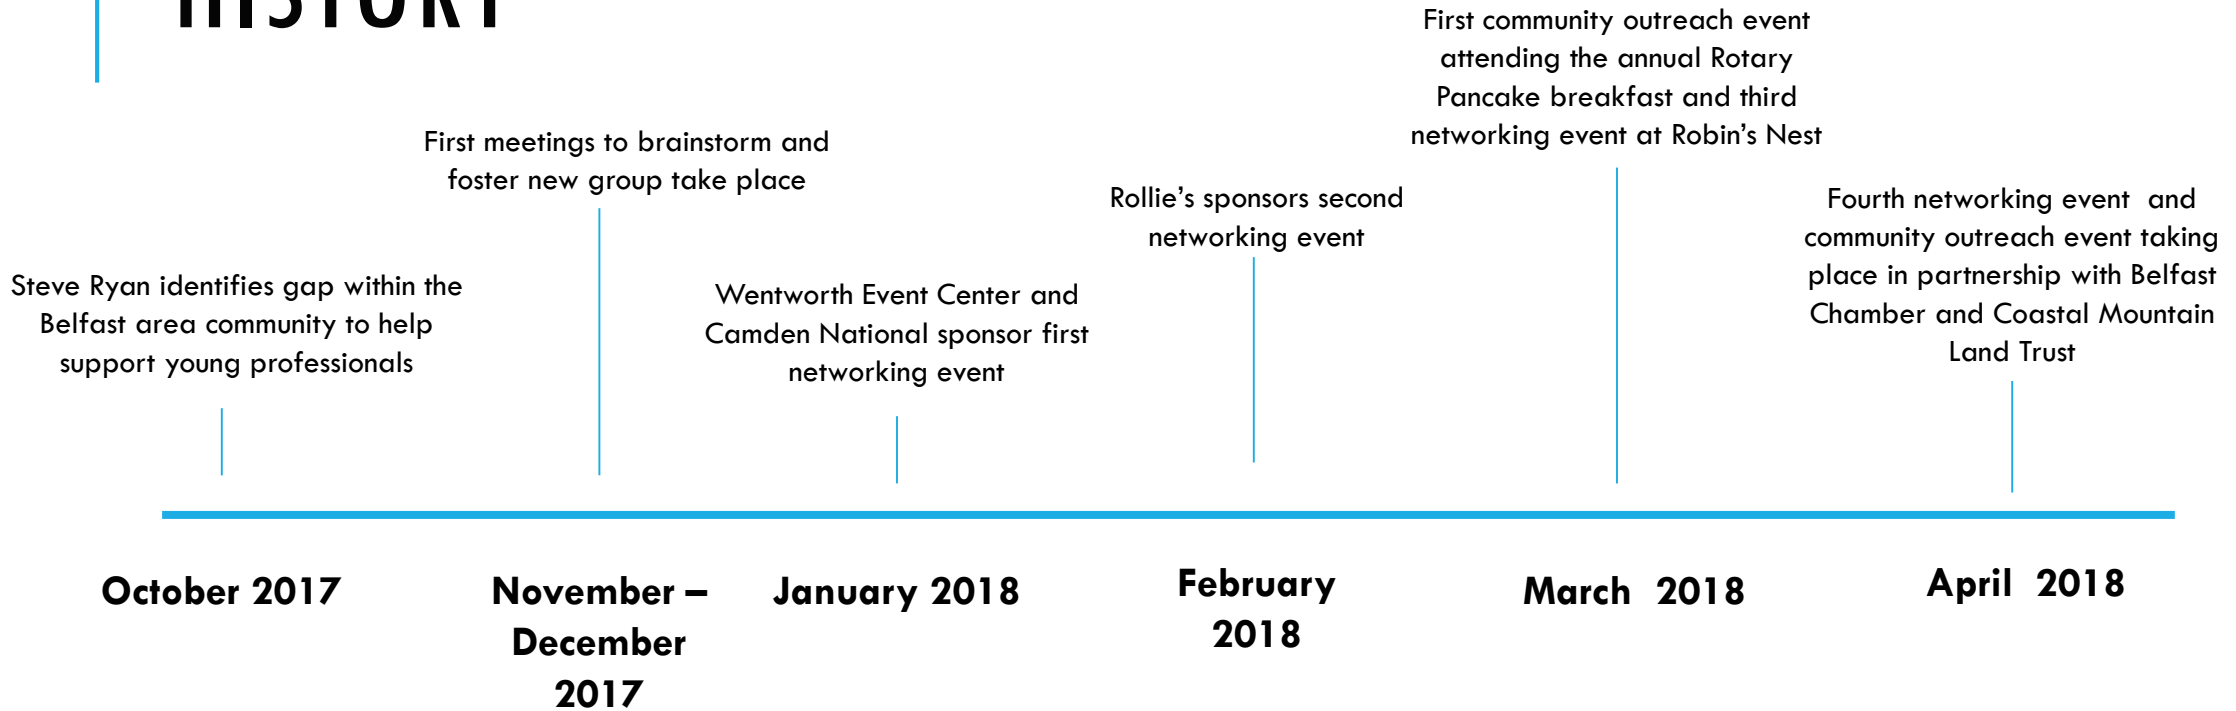 HISTORY
First community outreach event
attending the annual Rotary
Pancake breakfast and third
networking event at Robin's Nest
First meetings to brainstorm and
foster new group take place
Rollie's sponsors second
networking event
Fourth networking event  and
community outreach event taking
place in partnership with Belfast
Chamber and Coastal Mountain
Land Trust
Steve Ryan identifies gap within the
Belfast area community to help
support young professionals
Wentworth Event Center and
Camden National sponsor first
networking event
October 2017
November –
December
2017
January 2018
February
2018
March  2018
April  2018